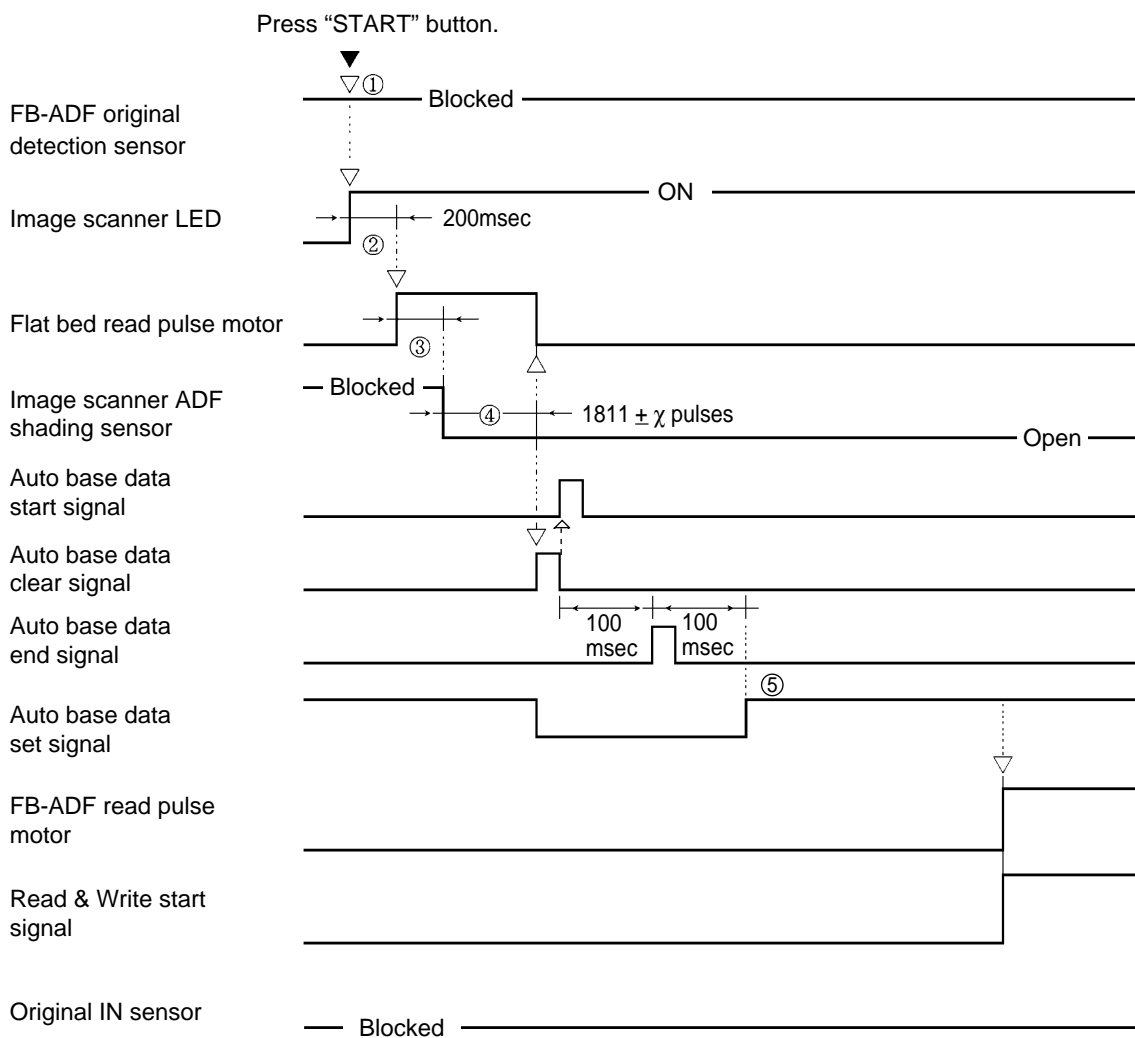 Press “START” button.
①
FB-ADF original
detection sensor
Blocked
Image scanner LED
ON
200msec
②
Flat bed read pulse motor
③
Image scanner ADF
shading sensor
Blocked
④
1811 ± χ pulses
Open
Auto base data
start signal
Auto base data
clear signal
Auto base data
end signal
100
msec
100
msec
⑤
Auto base data
set signal
FB-ADF read pulse
motor
Read & Write start
signal
Original IN sensor
Blocked